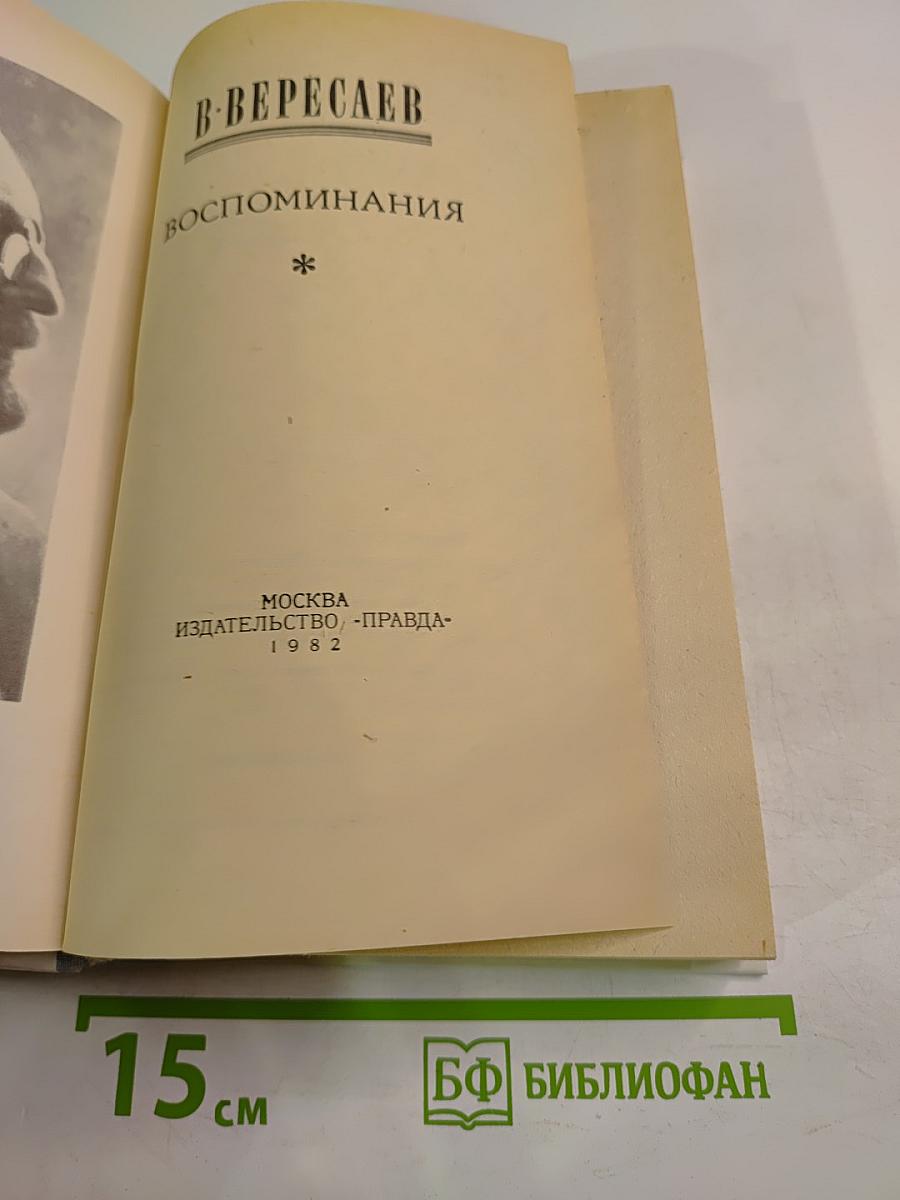 В·ВЕРЕСАЕВ
ВОСПОМИНАНИЯ
*
МОСКВА
ИЗДАТЕЛЬСТВО «ПРАВДА»
1982
15 см
БФ БИБЛИОФАН